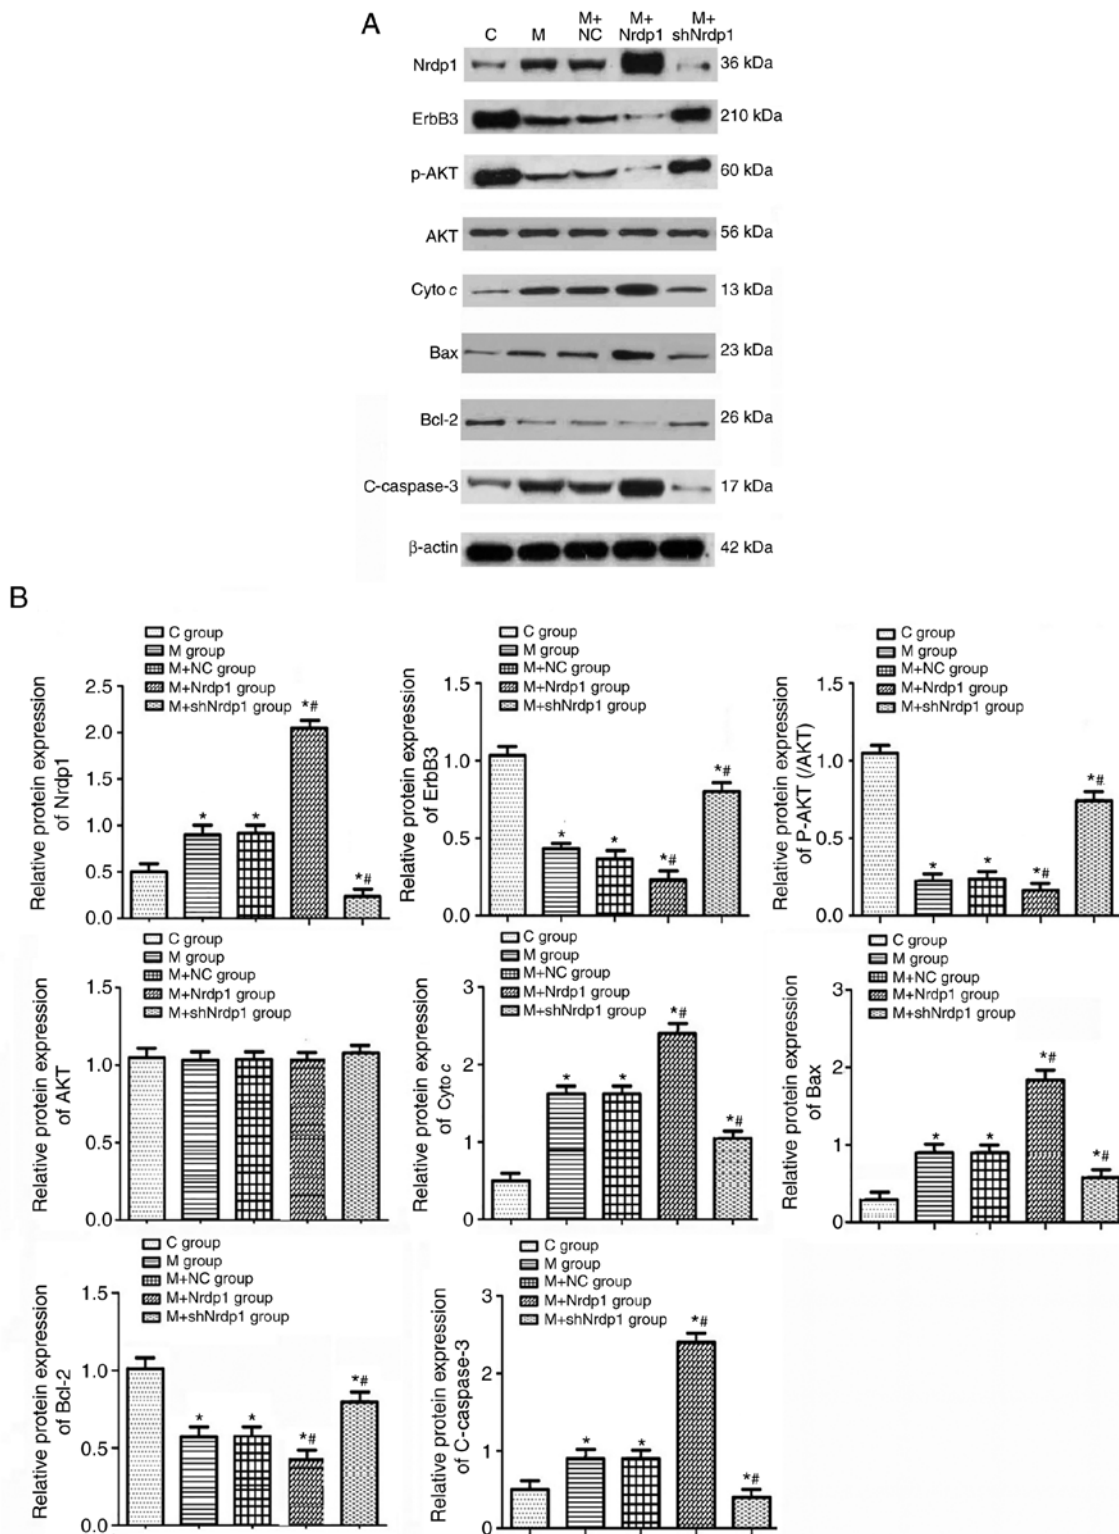 A
C M M+ NC M+ Nrdp1 M+ shNrdp1
Nrdp1 36 kDa
ErbB3 210 kDa
p-AKT 60 kDa
AKT 56 kDa
Cyto c 13 kDa
Bax 23 kDa
Bcl-2 26 kDa
C-caspase-3 17 kDa
β-actin 42 kDa
B
C group
M group
M+NC group
M+Nrdp1 group
M+shNrdp1 group
Relative protein expression
of Nrdp1
2.5
2.0
1.5
1.0
0.5
0.0
* * *# *#
C group
M group
M+NC group
M+Nrdp1 group
M+shNrdp1 group
Relative protein expression
of ErbB3
1.5
1.0
0.5
0.0
* * *# *#
C group
M group
M+NC group
M+Nrdp1 group
M+shNrdp1 group
Relative protein expression
of P-AKT (/AKT)
1.5
1.0
0.5
0.0
* * *# *#
C group
M group
M+NC group
M+Nrdp1 group
M+shNrdp1 group
Relative protein expression
of AKT
1.5
1.0
0.5
0.0
C group
M group
M+NC group
M+Nrdp1 group
M+shNrdp1 group
Relative protein expression
of Cyto c
3
2
1
0
* * *# *#
C group
M group
M+NC group
M+Nrdp1 group
M+shNrdp1 group
Relative protein expression
of Bax
3
2
1
0
* * *# *#
C group
M group
M+NC group
M+Nrdp1 group
M+shNrdp1 group
Relative protein expression
of Bcl-2
1.5
1.0
0.5
0.0
* * *# *#
C group
M group
M+NC group
M+Nrdp1 group
M+shNrdp1 group
Relative protein expression
of C-caspase-3
3
2
1
0
* * *# *#